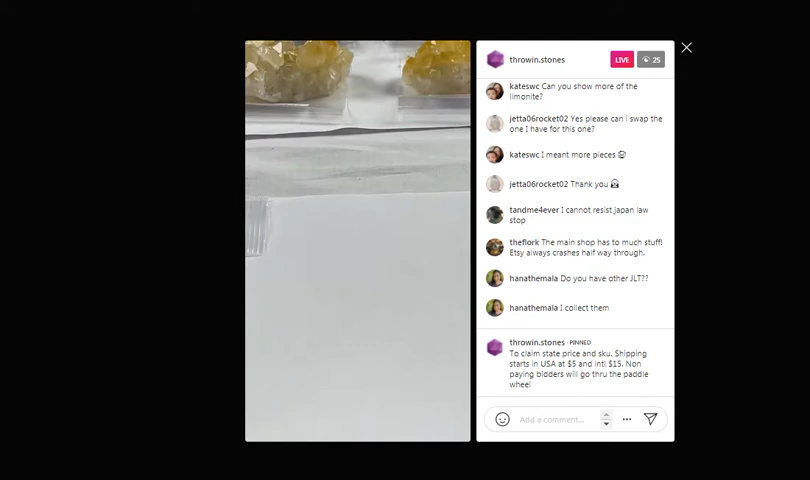 throwin.stones
LIVE
25
kateswc Can you show more of the
limonite?
jetta06rocket02 Yes please can i swap the
one I have for this one?
kateswc I meant more pieces
jetta06rocket02 Thank you
tandme4ever I cannot resist japan law
stop
theflork The main shop has to much stuff!
Etsy always crashes half way through.
hanathemala Do you have other JLT??
hanathemala I collect them
throwin.stones · PINNED
To claim state price and sku. Shipping
starts in USA at $5 and intl $15. Non
paying bidders will go thru the paddle
wheel
Add a comment...